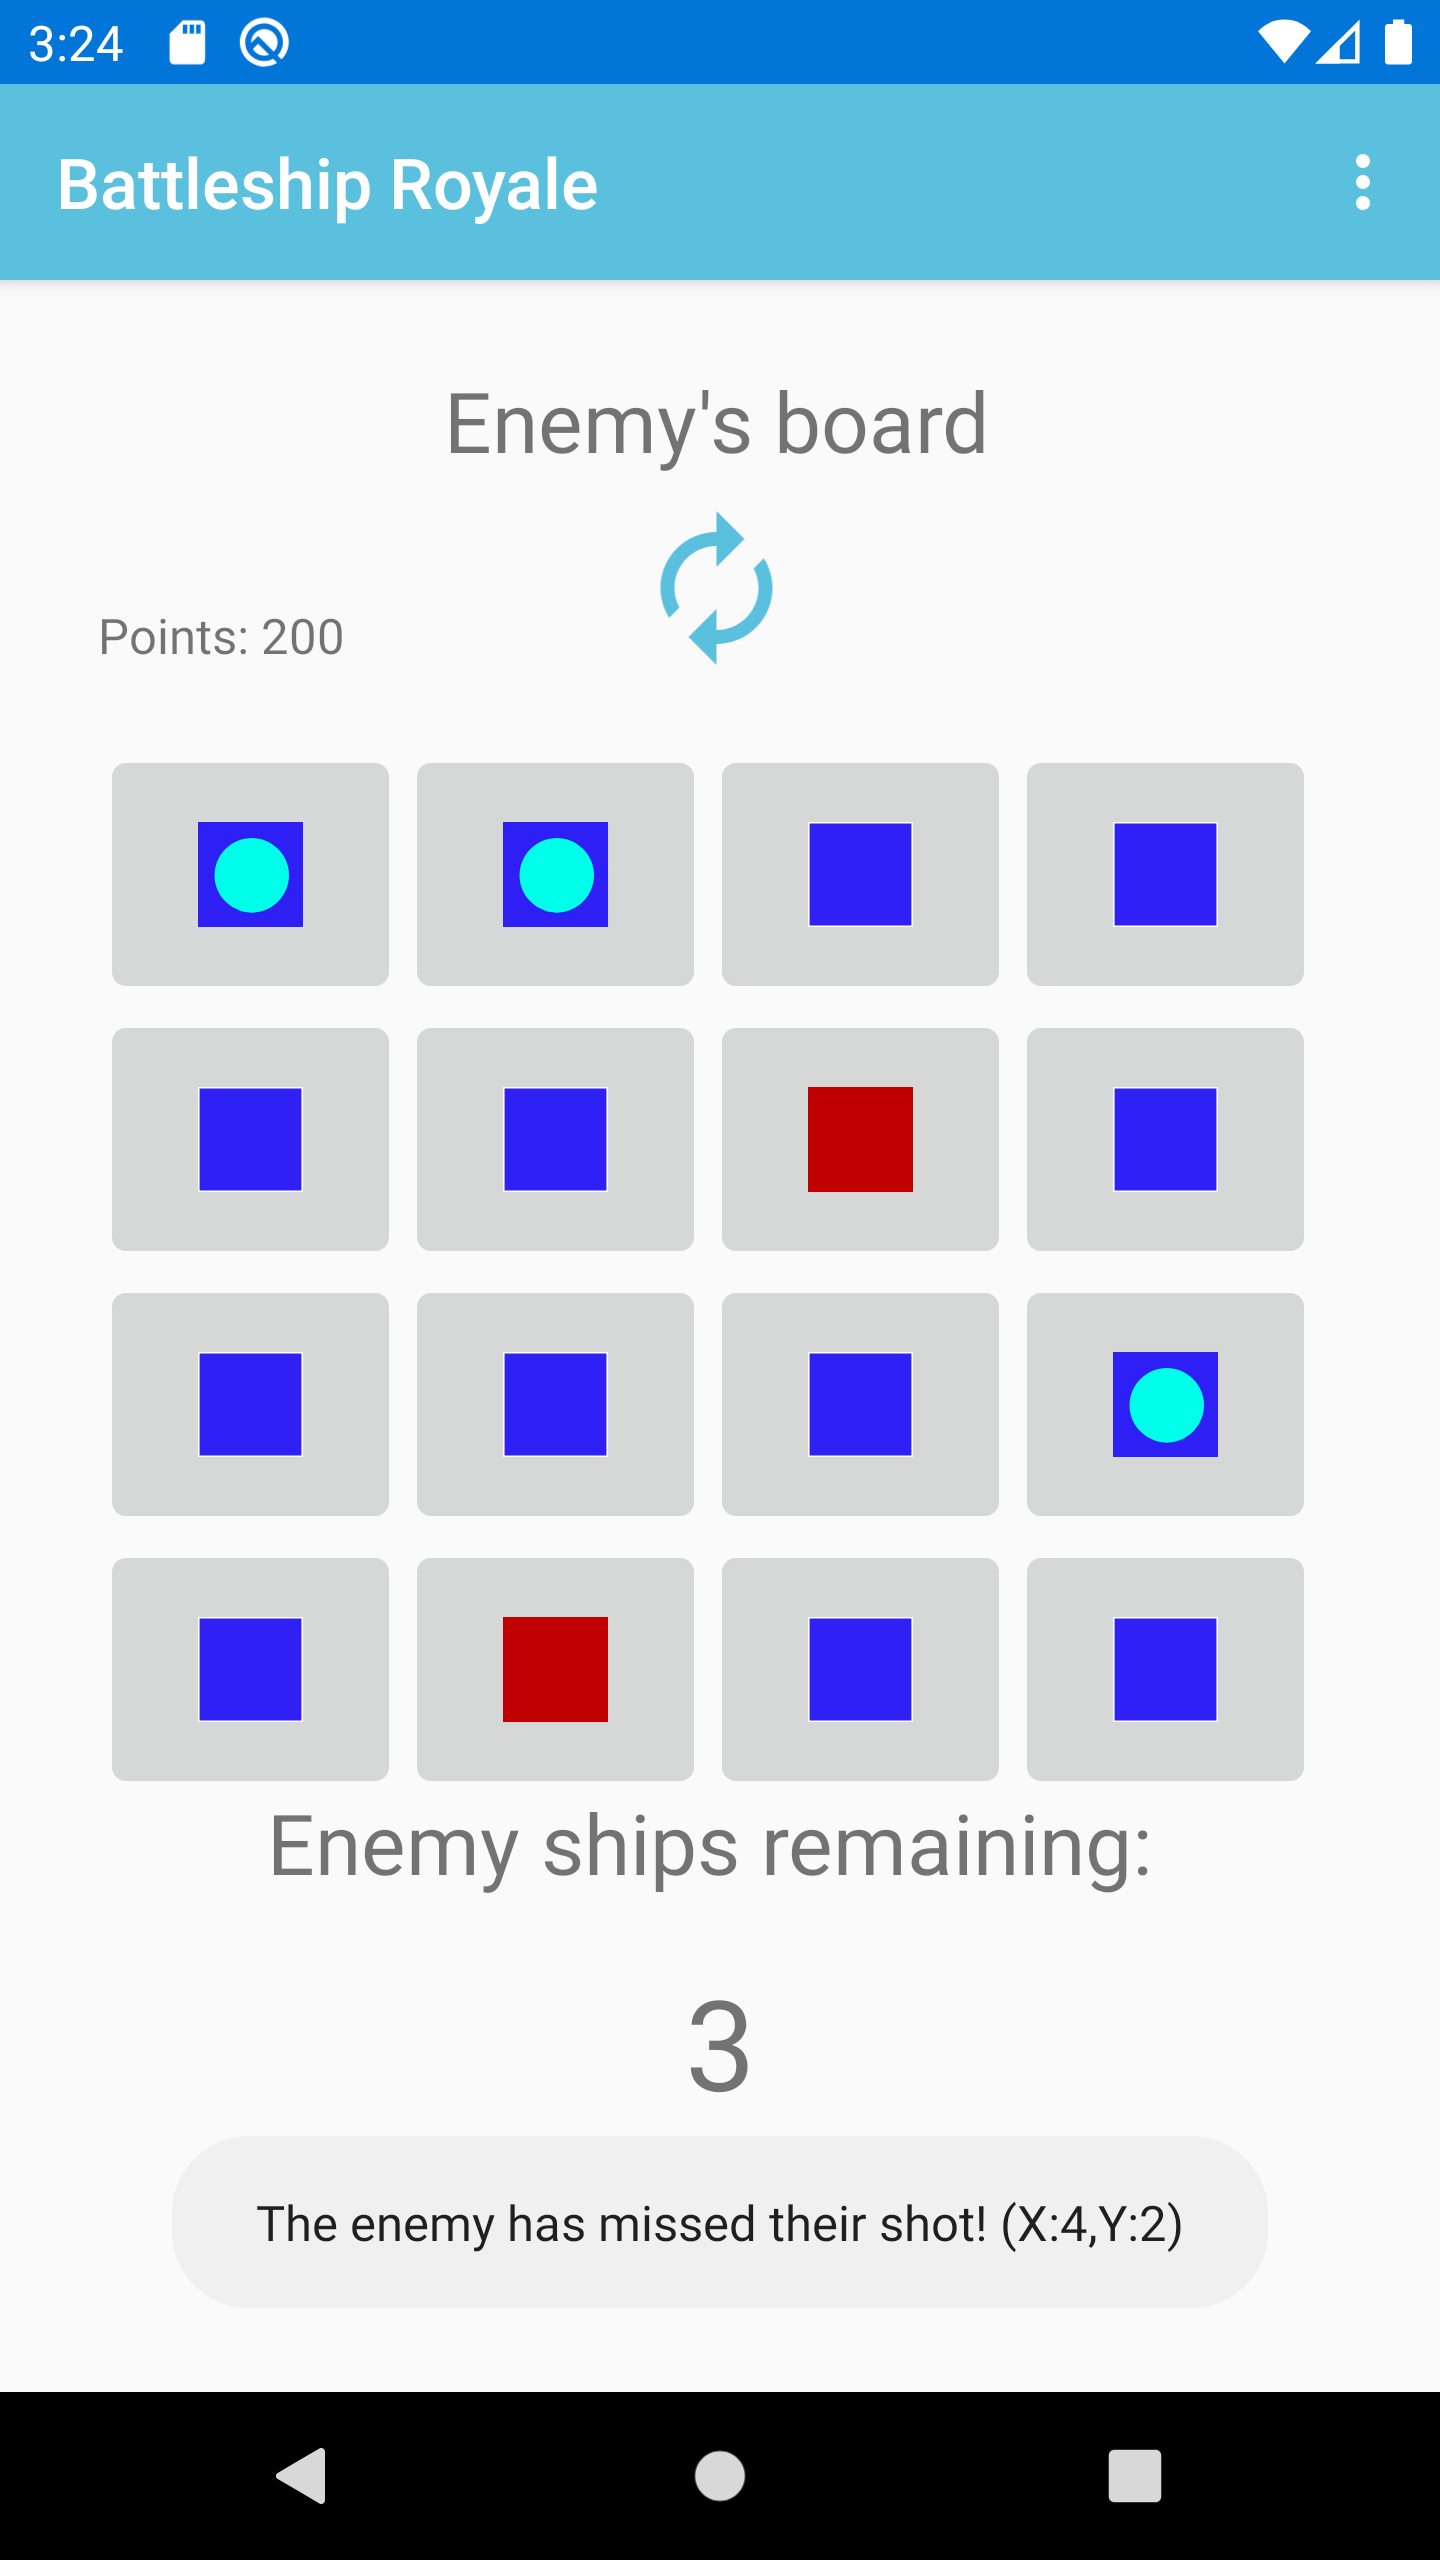 3:24
Battleship Royale
Enemy's board
Points: 200
Enemy ships remaining:
3
The enemy has missed their shot! (X:4,Y:2)